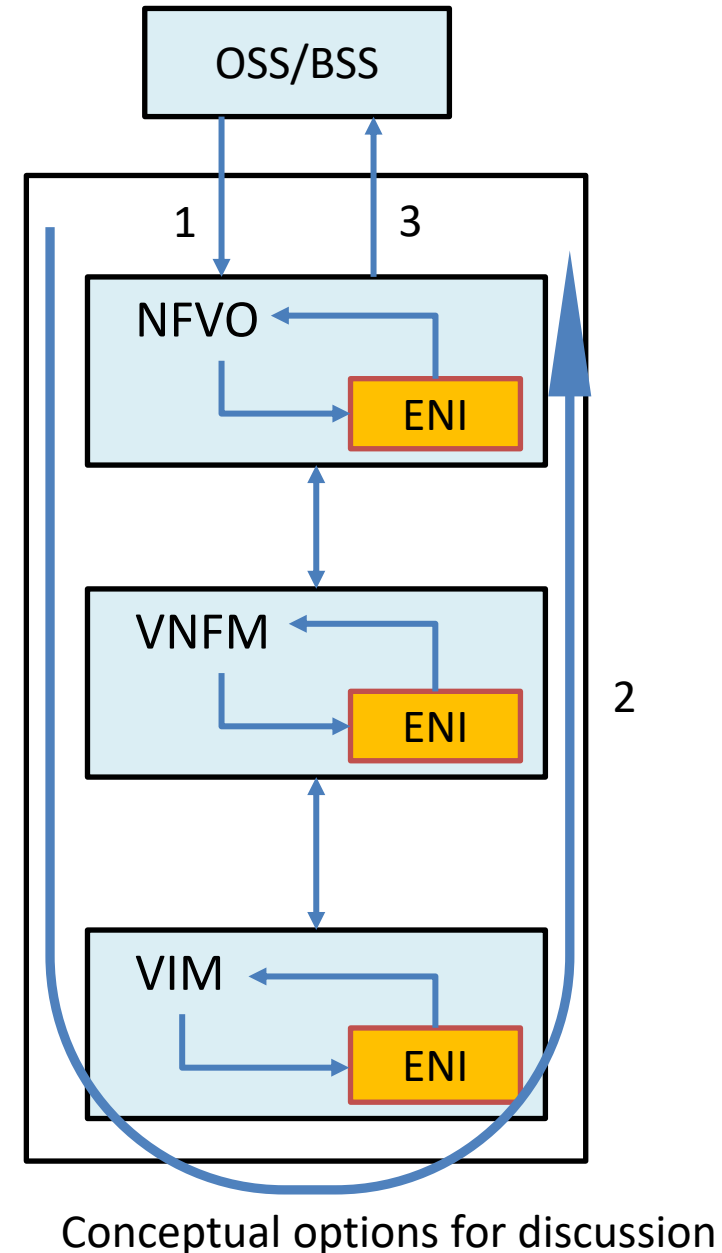 OSS/BSS
1
3
NFVO
ENI
VNFM
ENI
2
VIM
ENI
Conceptual options for discussion